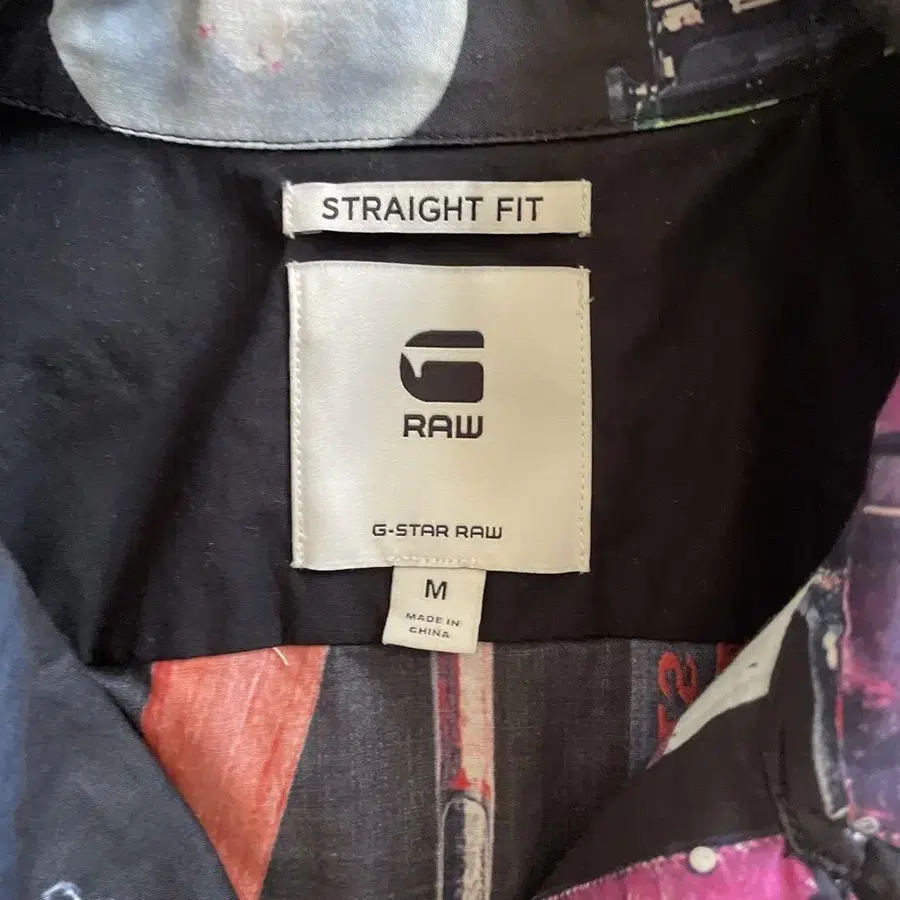 STRAIGHT FIT
RAW
G-STAR RAW
M
MADE IN
CHINA